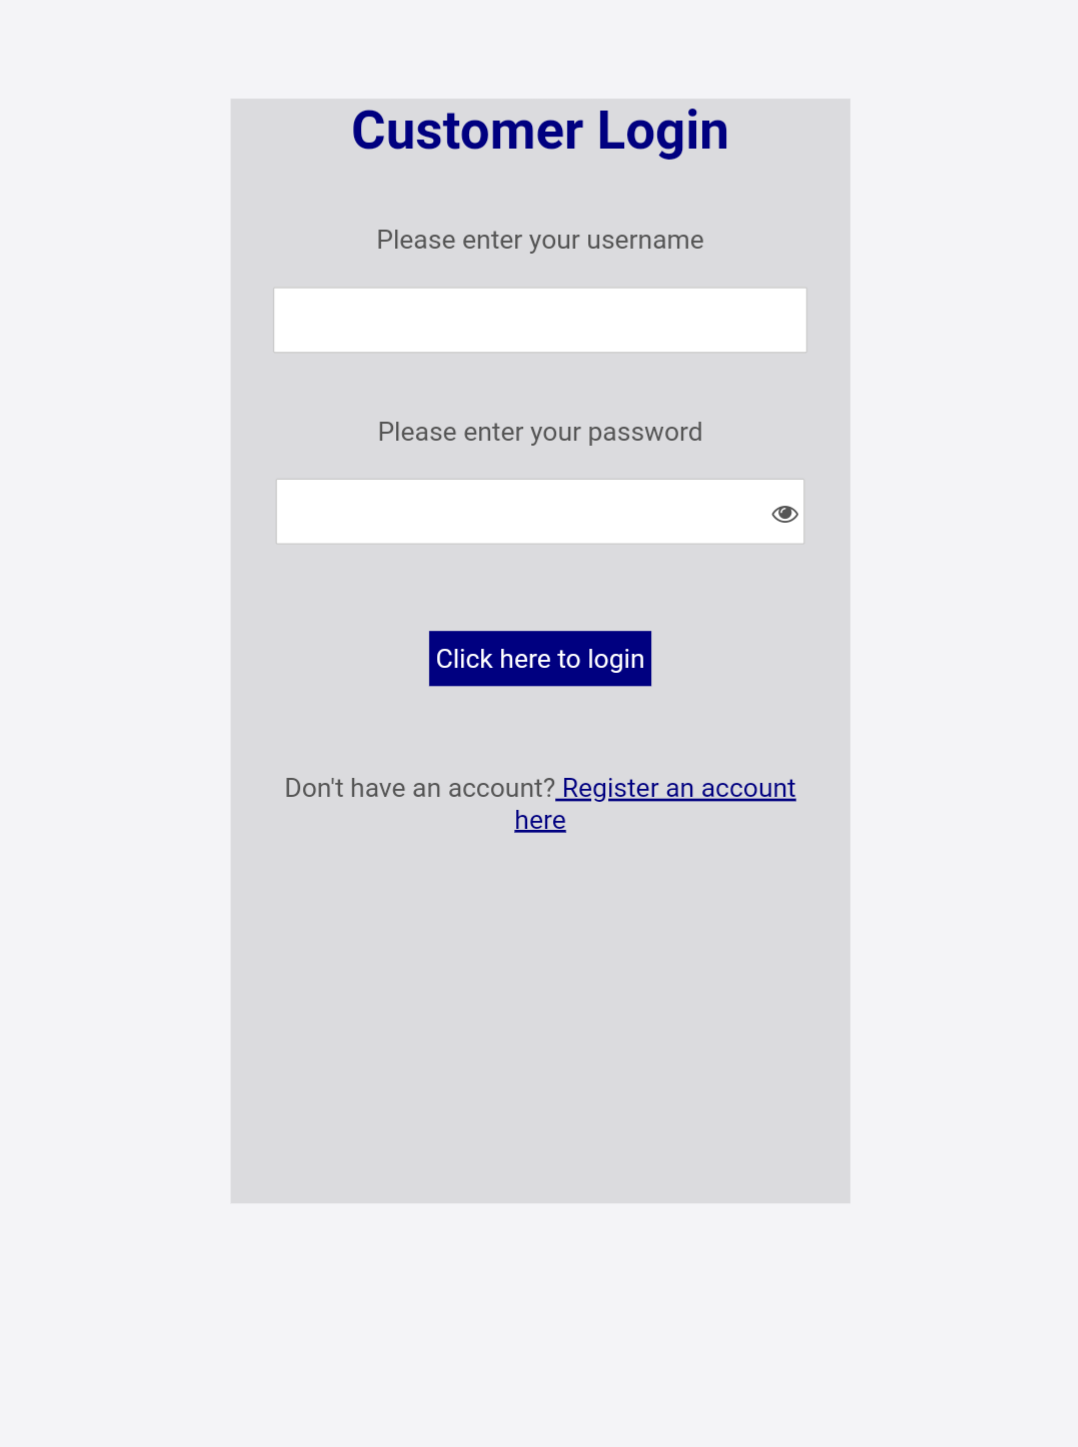 Customer Login
Please enter your username
Please enter your password
Click here to login
Don't have an account? Register an account
here